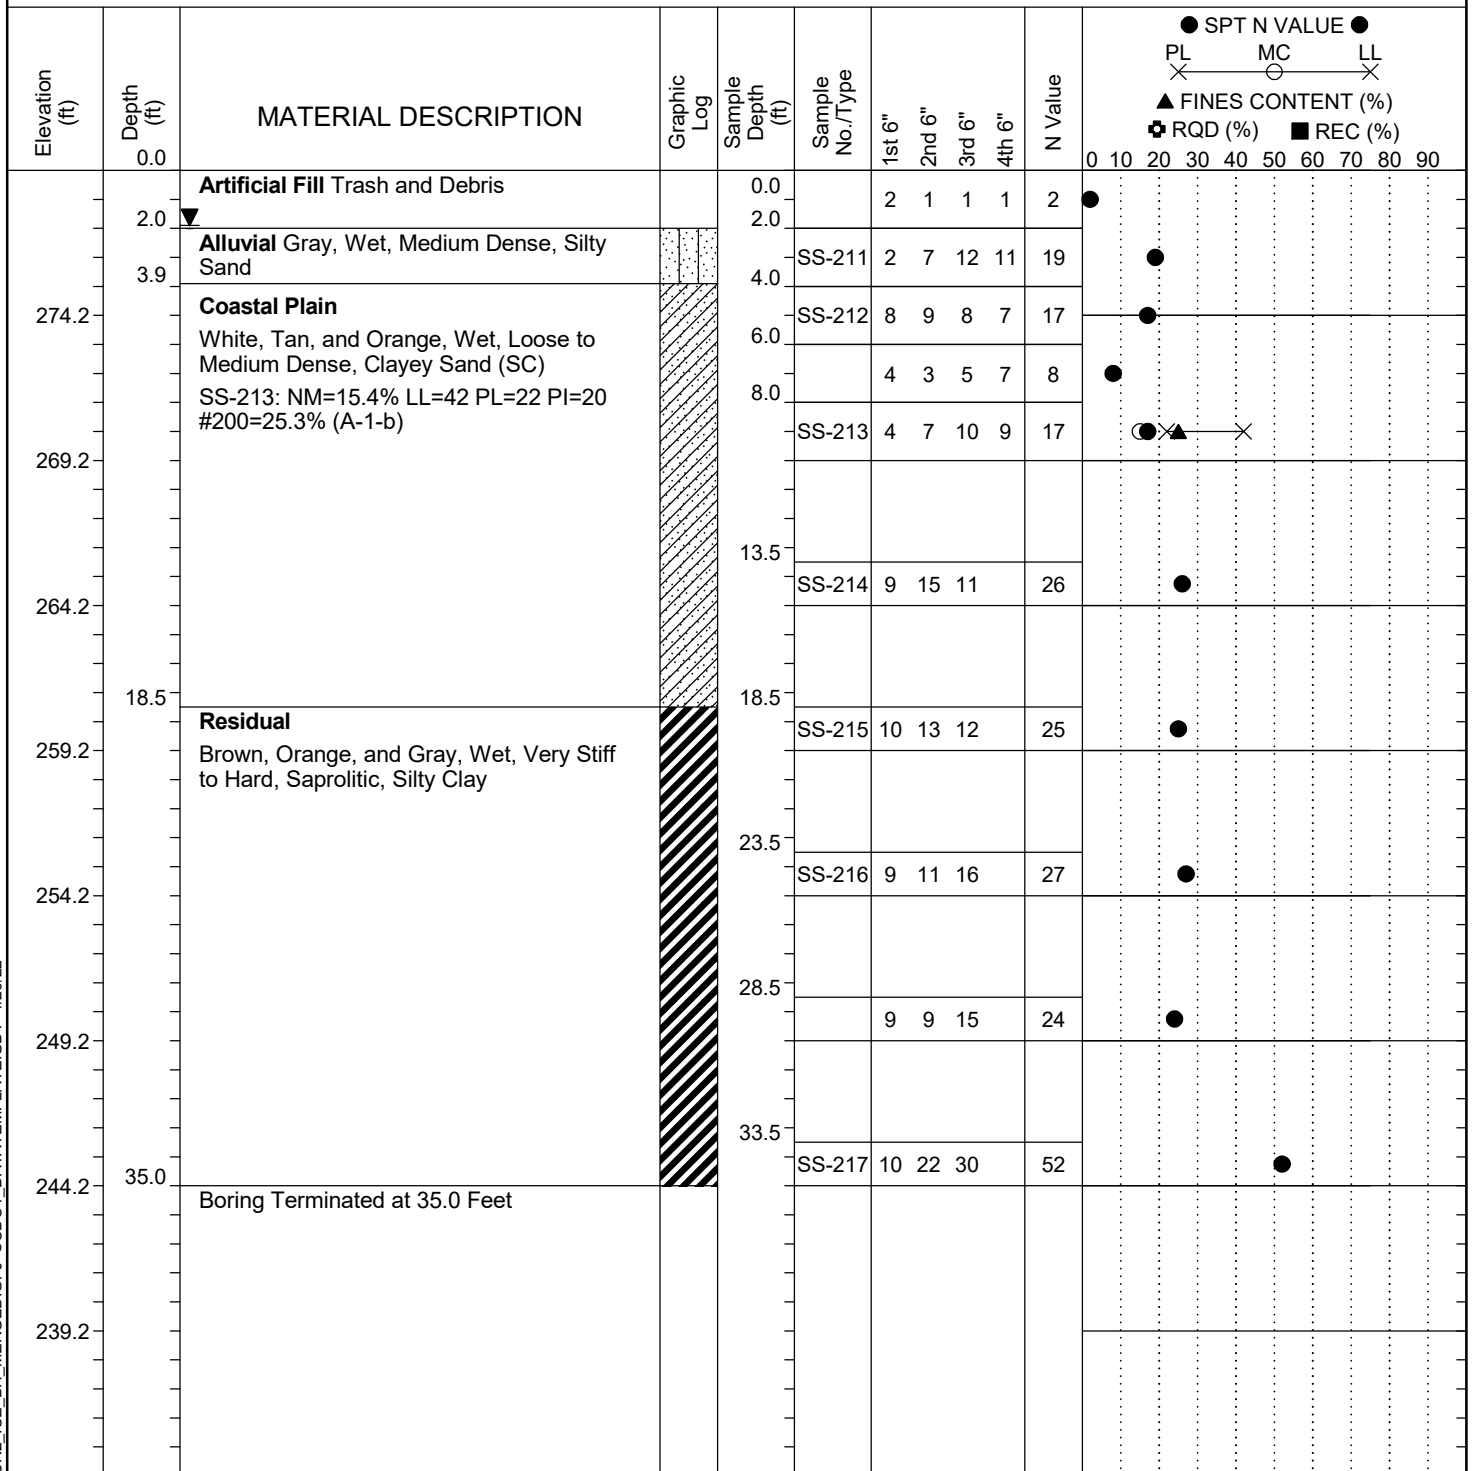 ● SPT N VALUE ●
PL MC LL
▲ FINES CONTENT (%)
RQD (%) ■ REC (%)
0 10 20 30 40 50 60 70 80 90
Elevation (ft)
Depth (ft)
0.0
MATERIAL DESCRIPTION
Graphic Log
Sample Depth (ft)
Sample No./Type
1st 6"
2nd 6"
3rd 6"
4th 6"
N Value
Artificial Fill Trash and Debris
0.0
2 1 1 1 2
2.0
2.0
Alluvial Gray, Wet, Medium Dense, Silty
Sand
SS-211 2 7 12 11 19
3.9
4.0
Coastal Plain
274.2
SS-212 8 9 8 7 17
White, Tan, and Orange, Wet, Loose to
Medium Dense, Clayey Sand (SC)
6.0
4 3 5 7 8
SS-213: NM=15.4% LL=42 PL=22 PI=20
#200=25.3% (A-1-b)
8.0
SS-213 4 7 10 9 17
269.2
13.5
SS-214 9 15 11 26
264.2
18.5
18.5
Residual
SS-215 10 13 12 25
259.2
Brown, Orange, and Gray, Wet, Very Stiff
to Hard, Saprolitic, Silty Clay
23.5
SS-216 9 11 16 27
254.2
28.5
9 9 15 24
249.2
33.5
SS-217 10 22 30 52
35.0
244.2
Boring Terminated at 35.0 Feet
239.2